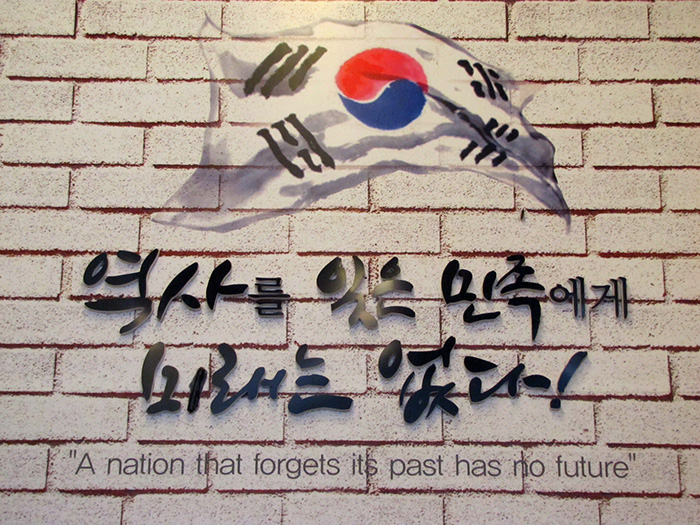 역사를 잊은 민족에게
미래는 없다!
"A nation that forgets its past has no future"